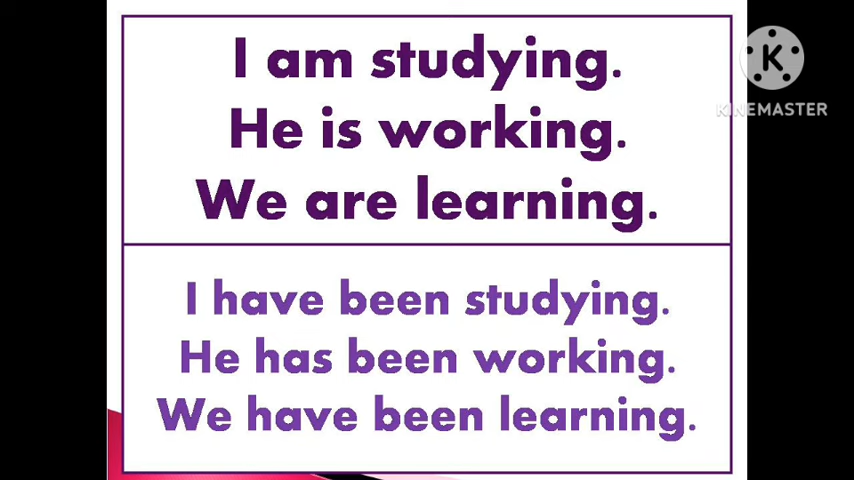 I am studying.
He is working.
We are learning.
I have been studying.
He has been working.
We have been learning.
K
KINEMASTER